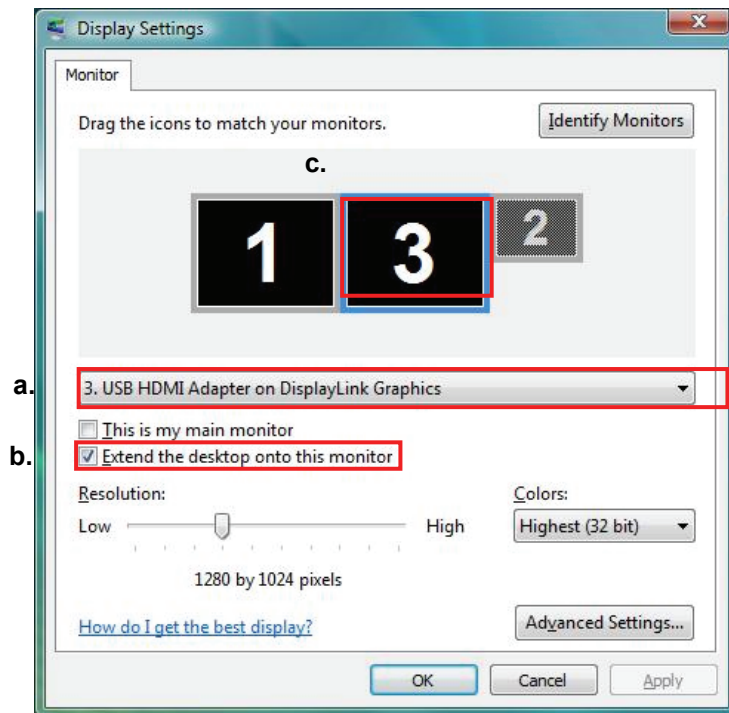 Display Settings
X
Monitor
Drag the icons to match your monitors.
Identify Monitors
c.
1 3 2
a.
3. USB HDMI Adapter on DisplayLink Graphics
This is my main monitor
b.
Extend the desktop onto this monitor
Resolution:
Colors:
Low High
Highest (32 bit)
1280 by 1024 pixels
How do I get the best display?
Advanced Settings...
OK Cancel Apply